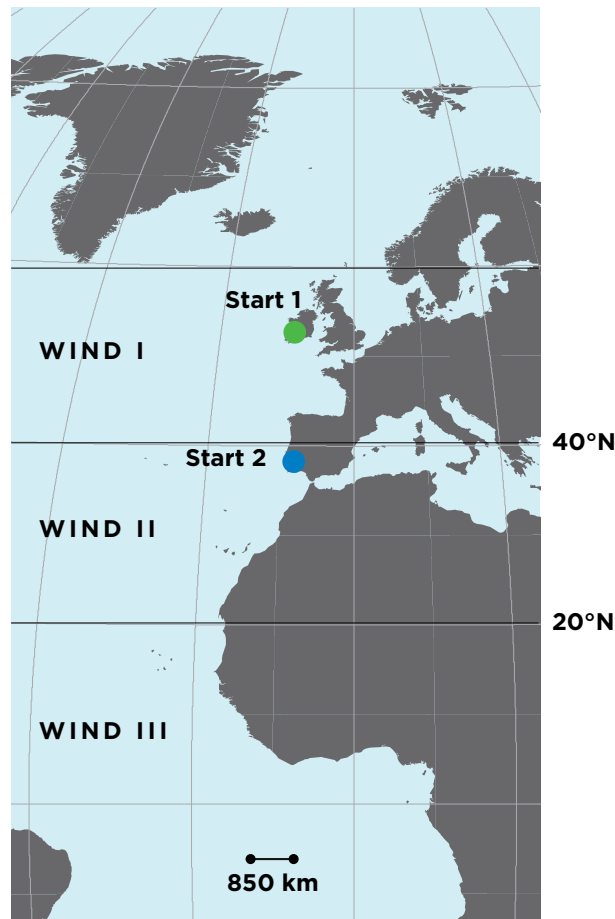 Start 1
WIND I
40°N
Start 2
WIND II
20°N
WIND III
850 km